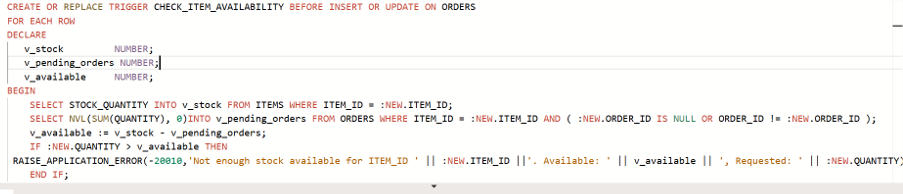 CREATE OR REPLACE TRIGGER CHECK_ITEM_AVAILABILITY BEFORE INSERT OR UPDATE ON ORDERS
FOR EACH ROW
DECLARE
v_stock NUMBER;
v_pending_orders NUMBER;
v_available NUMBER;
BEGIN
SELECT STOCK_QUANTITY INTO v_stock FROM ITEMS WHERE ITEM_ID = :NEW.ITEM_ID;
SELECT NVL(SUM(QUANTITY), 0)INTO v_pending_orders FROM ORDERS WHERE ITEM_ID = :NEW.ITEM_ID AND ( :NEW.ORDER_ID IS NULL OR ORDER_ID != :NEW.ORDER_ID );
v_available := v_stock - v_pending_orders;
IF :NEW.QUANTITY > v_available THEN
RAISE_APPLICATION_ERROR(-20010,'Not enough stock available for ITEM_ID ' || :NEW.ITEM_ID ||'. Available: ' || v_available || ', Requested: ' || :NEW.QUANTITY)
END IF;